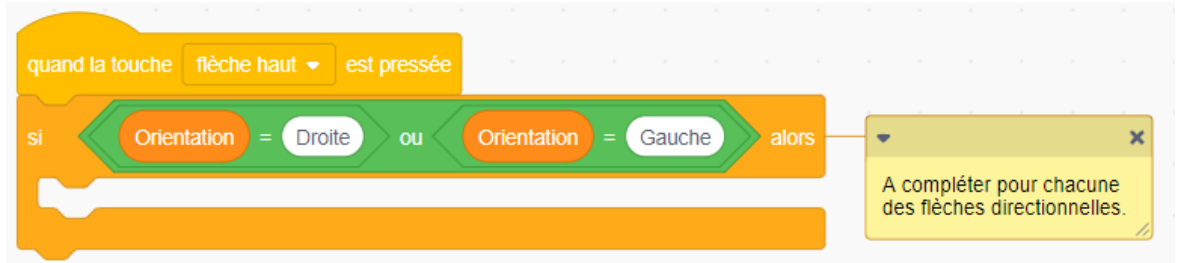 quand la touche flèche haut est pressée
si Orientation = Droite ou Orientation = Gauche alors
A compléter pour chacune
des flèches directionnelles.